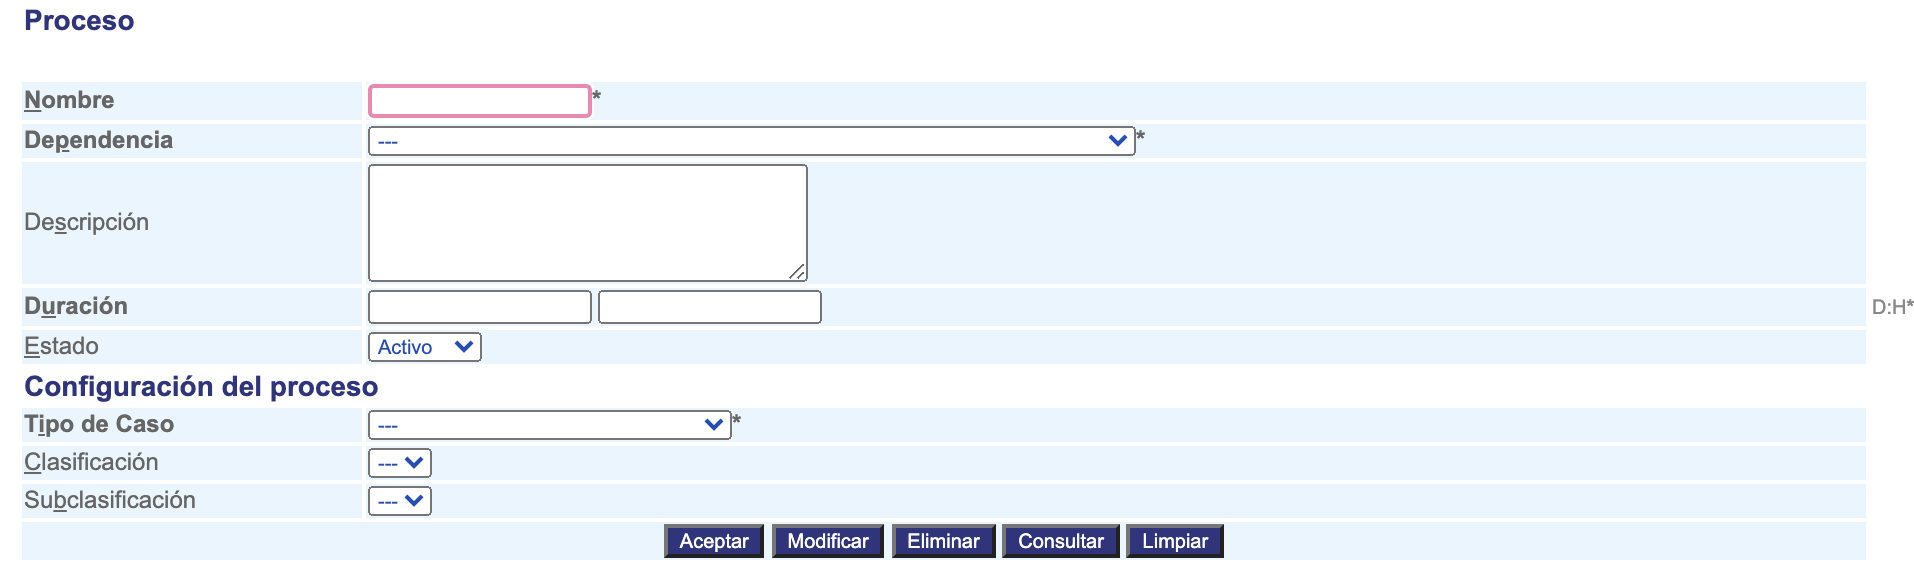 Proceso
Nombre *
Dependencia --- *
Descripción
Duración D:H*
Estado Activo
Configuración del proceso
Tipo de Caso --- *
Clasificación ---
Subclasificación ---
Aceptar Modificar Eliminar Consultar Limpiar